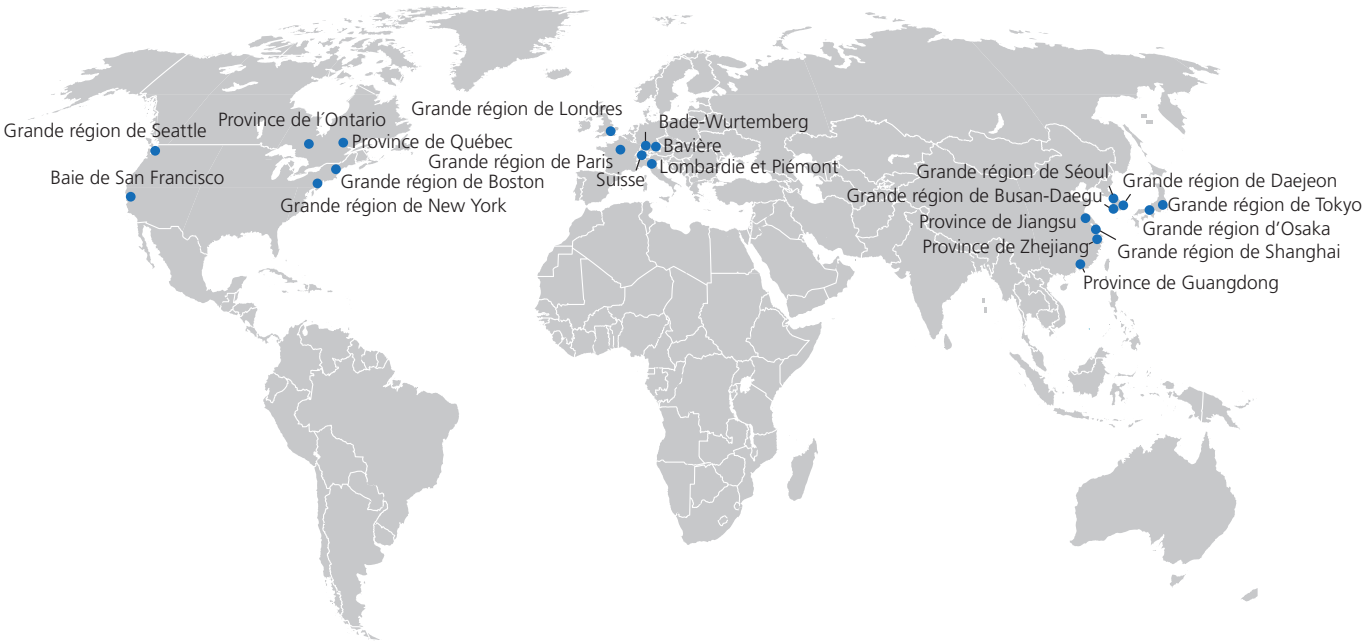 Grande région de Londres
Province de l'Ontario
Bade-Wurtemberg
Grande région de Seattle
Province de Québec
Bavière
Grande région de Paris
Lombardie et Piémont
Baie de San Francisco
Grande région de Boston
Suisse
Grande région de New York
Grande région de Séoul
Grande région de Daejeon
Grande région de Busan-Daegu
Grande région de Tokyo
Province de Jiangsu
Grande région d'Osaka
Province de Zhejiang
Grande région de Shanghai
Province de Guangdong